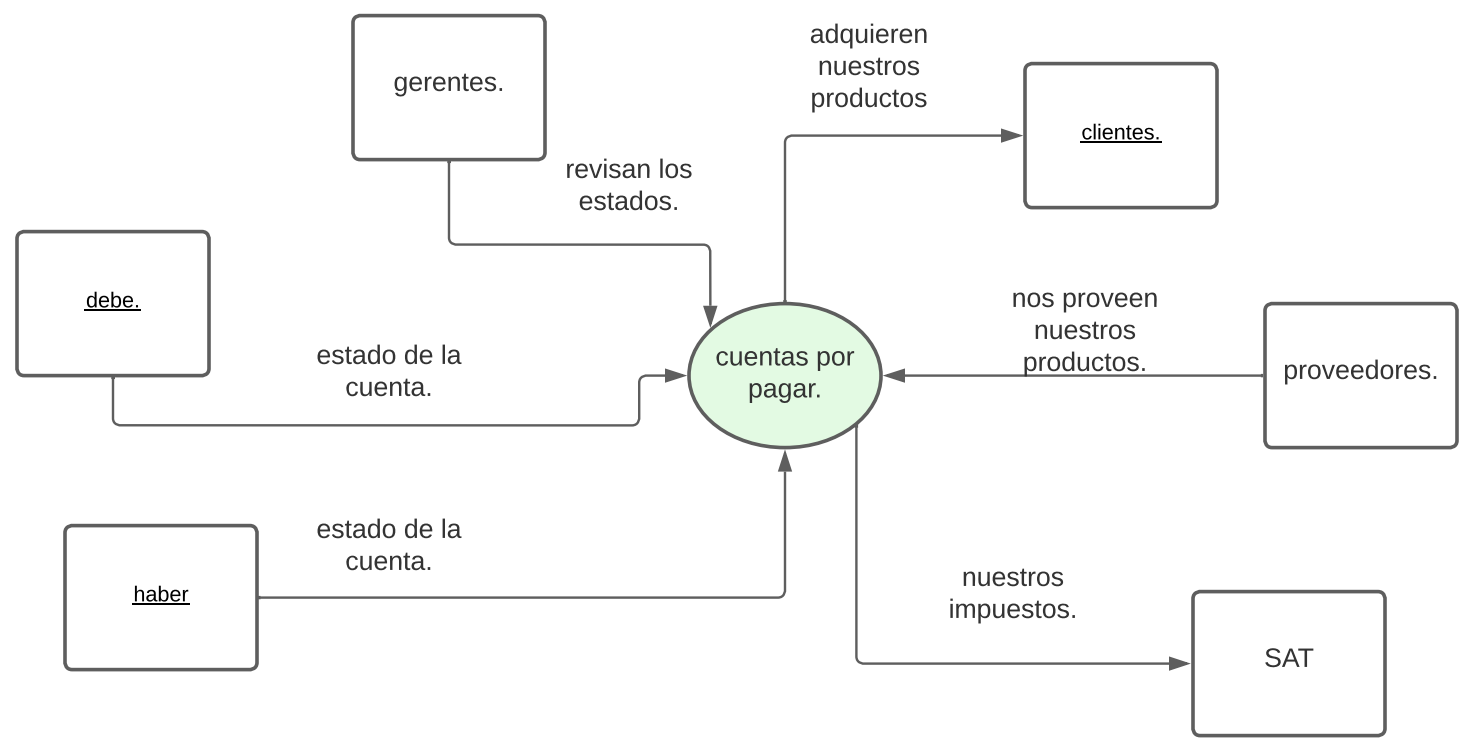 gerentes.
adquieren
nuestros
productos
clientes.
revisan los
estados.
debe.
estado de la
cuenta.
cuentas por
pagar.
nos proveen
nuestros
productos.
proveedores.
haber
estado de la
cuenta.
nuestros
impuestos.
SAT